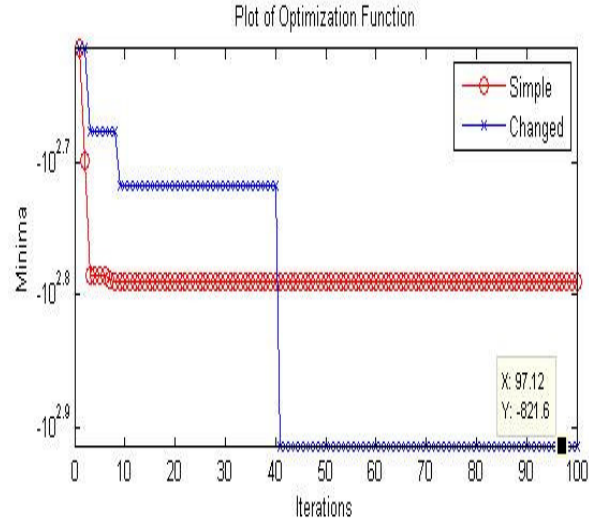 Plot of Optimization Function
Simple
Changed
-10^2.7
-10^2.8
-10^2.9
Minima
X: 97.12
Y: -821.6
0 10 20 30 40 50 60 70 80 90 100
Iterations